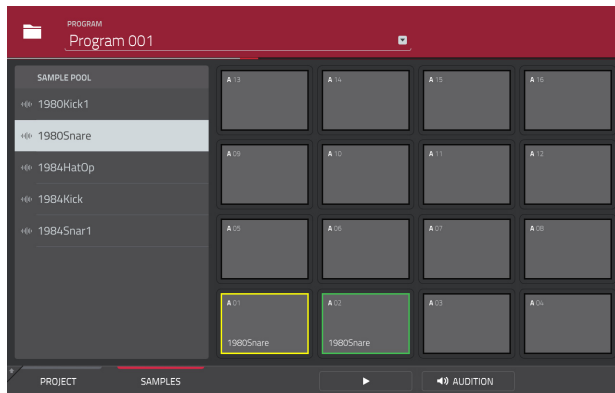 PROGRAM
Program 001
SAMPLE POOL
1980Kick1
1980Snare
1984HatOp
1984Kick
1984Snar1
A 13
A 14
A 15
A 16
A 09
A 10
A 11
A 12
A 05
A 06
A 07
A 08
A 01
1980Snare
A 02
1980Snare
A 03
A 04
PROJECT
SAMPLES
AUDITION